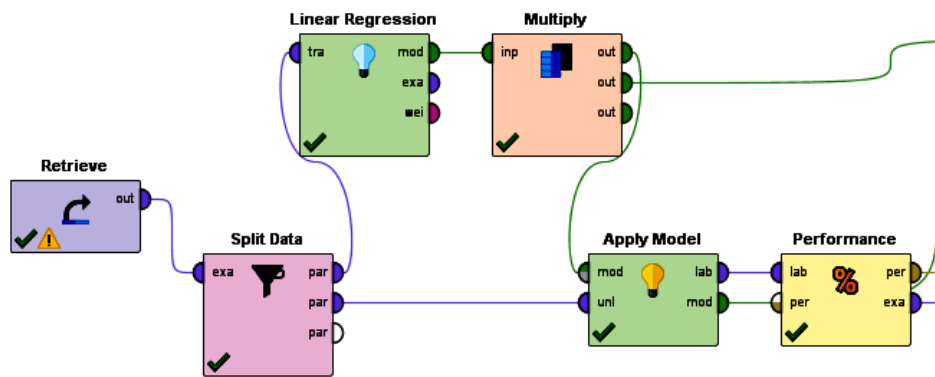 Linear Regression
tra
mod
exa
wei
Multiply
inp
out
out
out
Retrieve
out
Split Data
exa
par
par
par
Apply Model
mod
unl
lab
mod
Performance
lab
per
%
per
exa